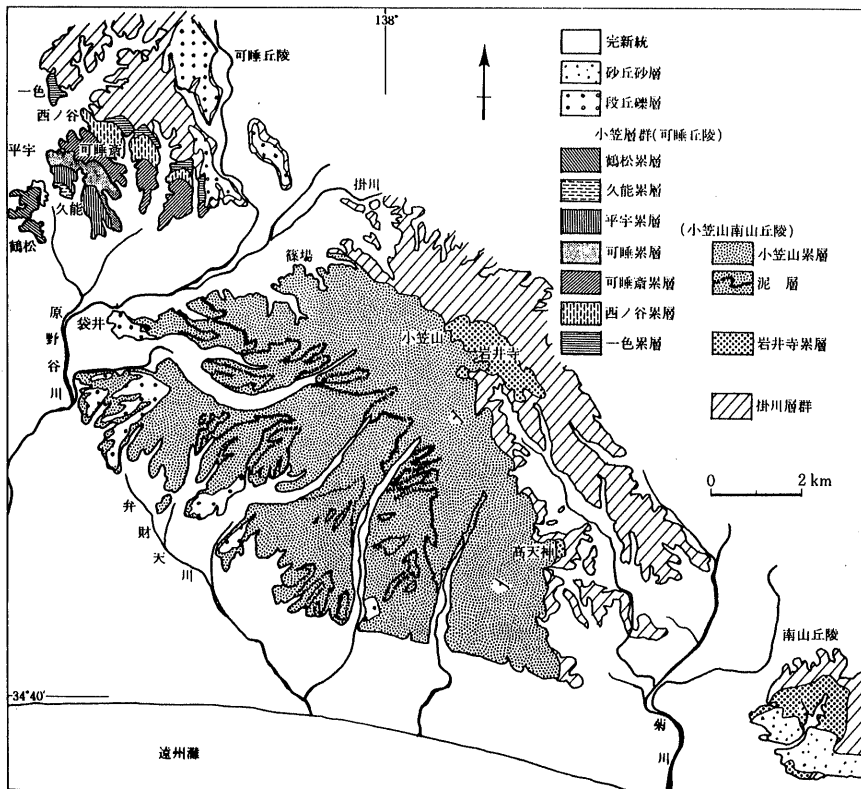 138°
完新統
砂丘砂層
段丘礫層
小笠層群(可睡丘陵)
鶴松累層
久能累層
平宇累層
可睡累層
可睡斎累層
西ノ谷累層
一色累層
(小笠山南山丘陵)
小笠山累層
泥 層
岩井寺累層
掛川層群
0 2 km
可睡丘陵
一色
西ノ谷
平宇
可睡斎
久能
鶴松
掛川
篠場
原野谷川
袋井
小笠山
岩井寺
弁財天川
高天神
南山丘陵
34°40′
菊川
遠州灘